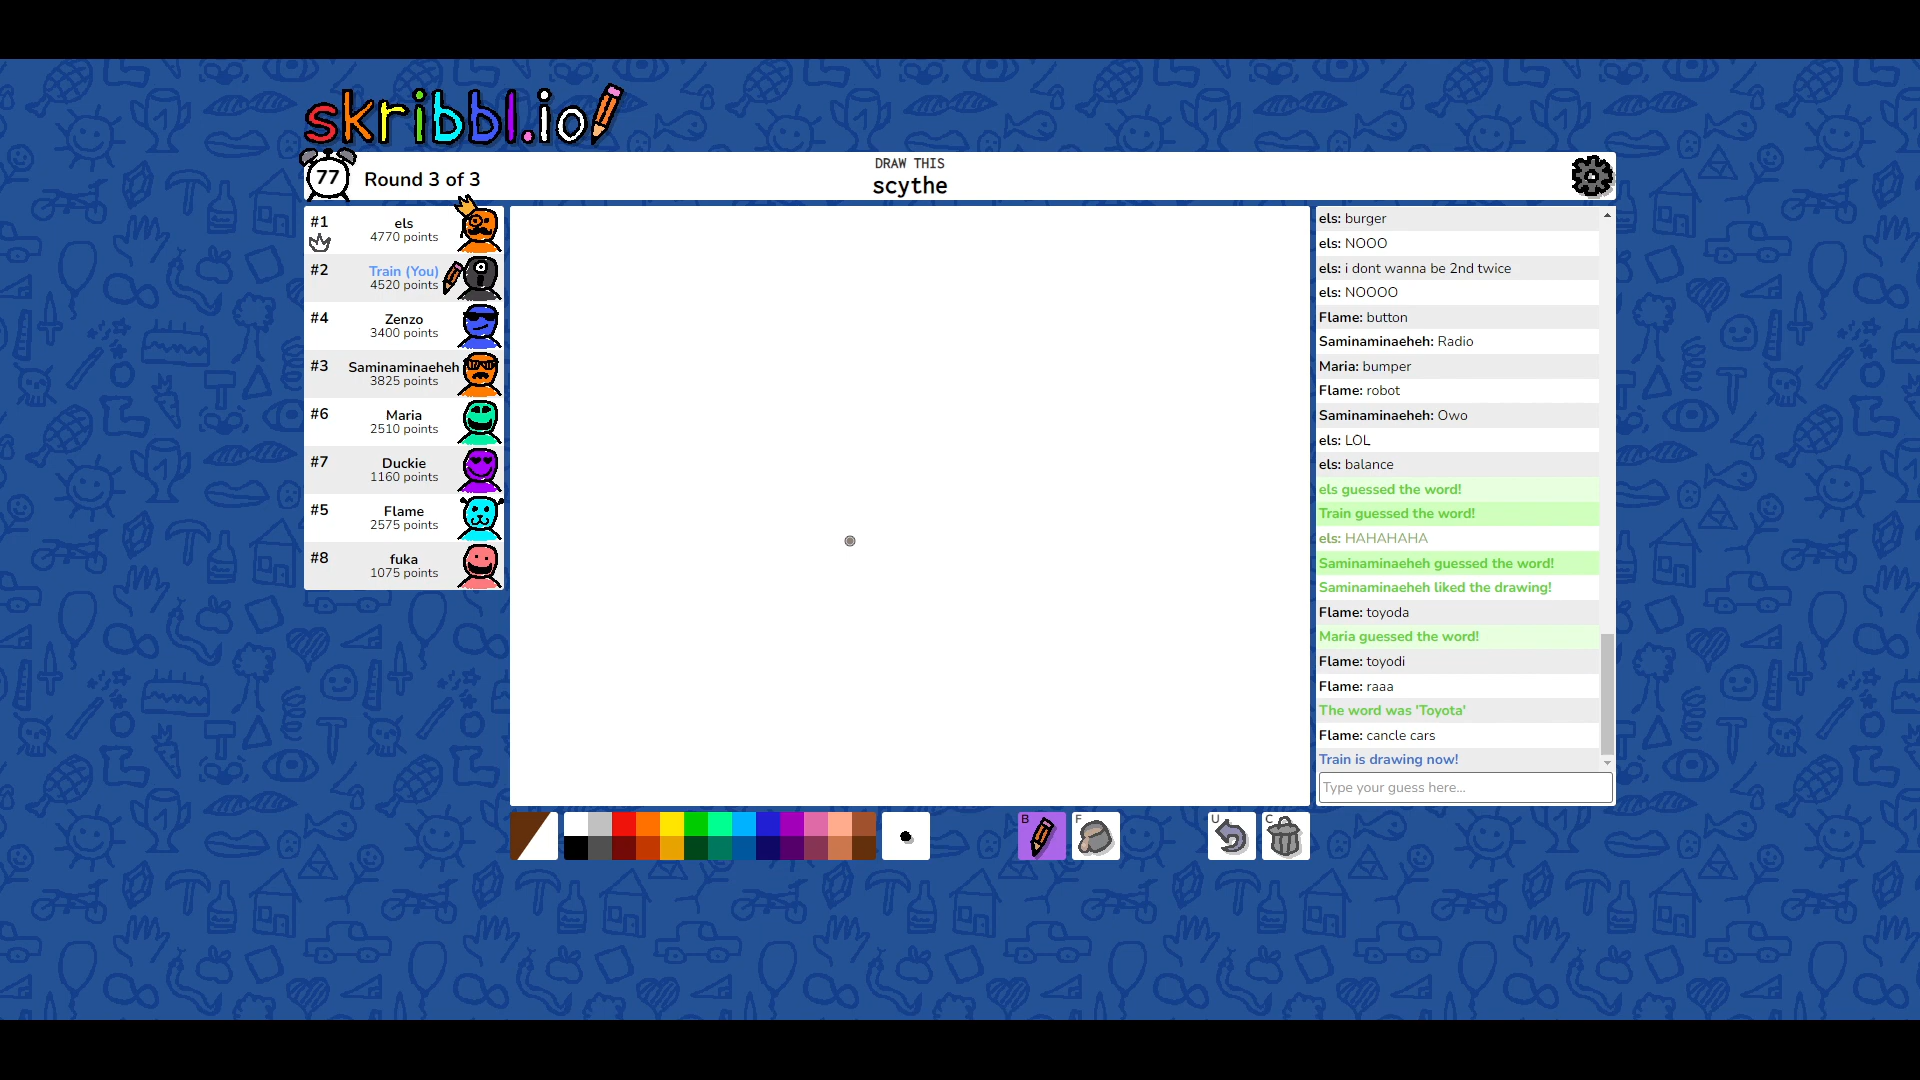 skribbl.io
77
Round 3 of 3
DRAW THIS
scythe
#1
els
4770 points
#2
Train (You)
4520 points
#4
Zenzo
3400 points
#3
Saminaminaeheh
3825 points
#6
Maria
2510 points
#7
Duckie
1160 points
#5
Flame
2575 points
#8
fuka
1075 points
els: burger
els: NOOO
els: i dont wanna be 2nd twice
els: NOOOO
Flame: button
Saminaminaeheh: Radio
Maria: bumper
Flame: robot
Saminaminaeheh: Owo
els: LOL
els: balance
els guessed the word!
Train guessed the word!
els: HAHAHAHA
Saminaminaeheh guessed the word!
Saminaminaeheh liked the drawing!
Flame: toyoda
Maria guessed the word!
Flame: toyodi
Flame: raaa
The word was 'Toyota'
Flame: cancle cars
Train is drawing now!
Type your guess here...
B
F
U
C